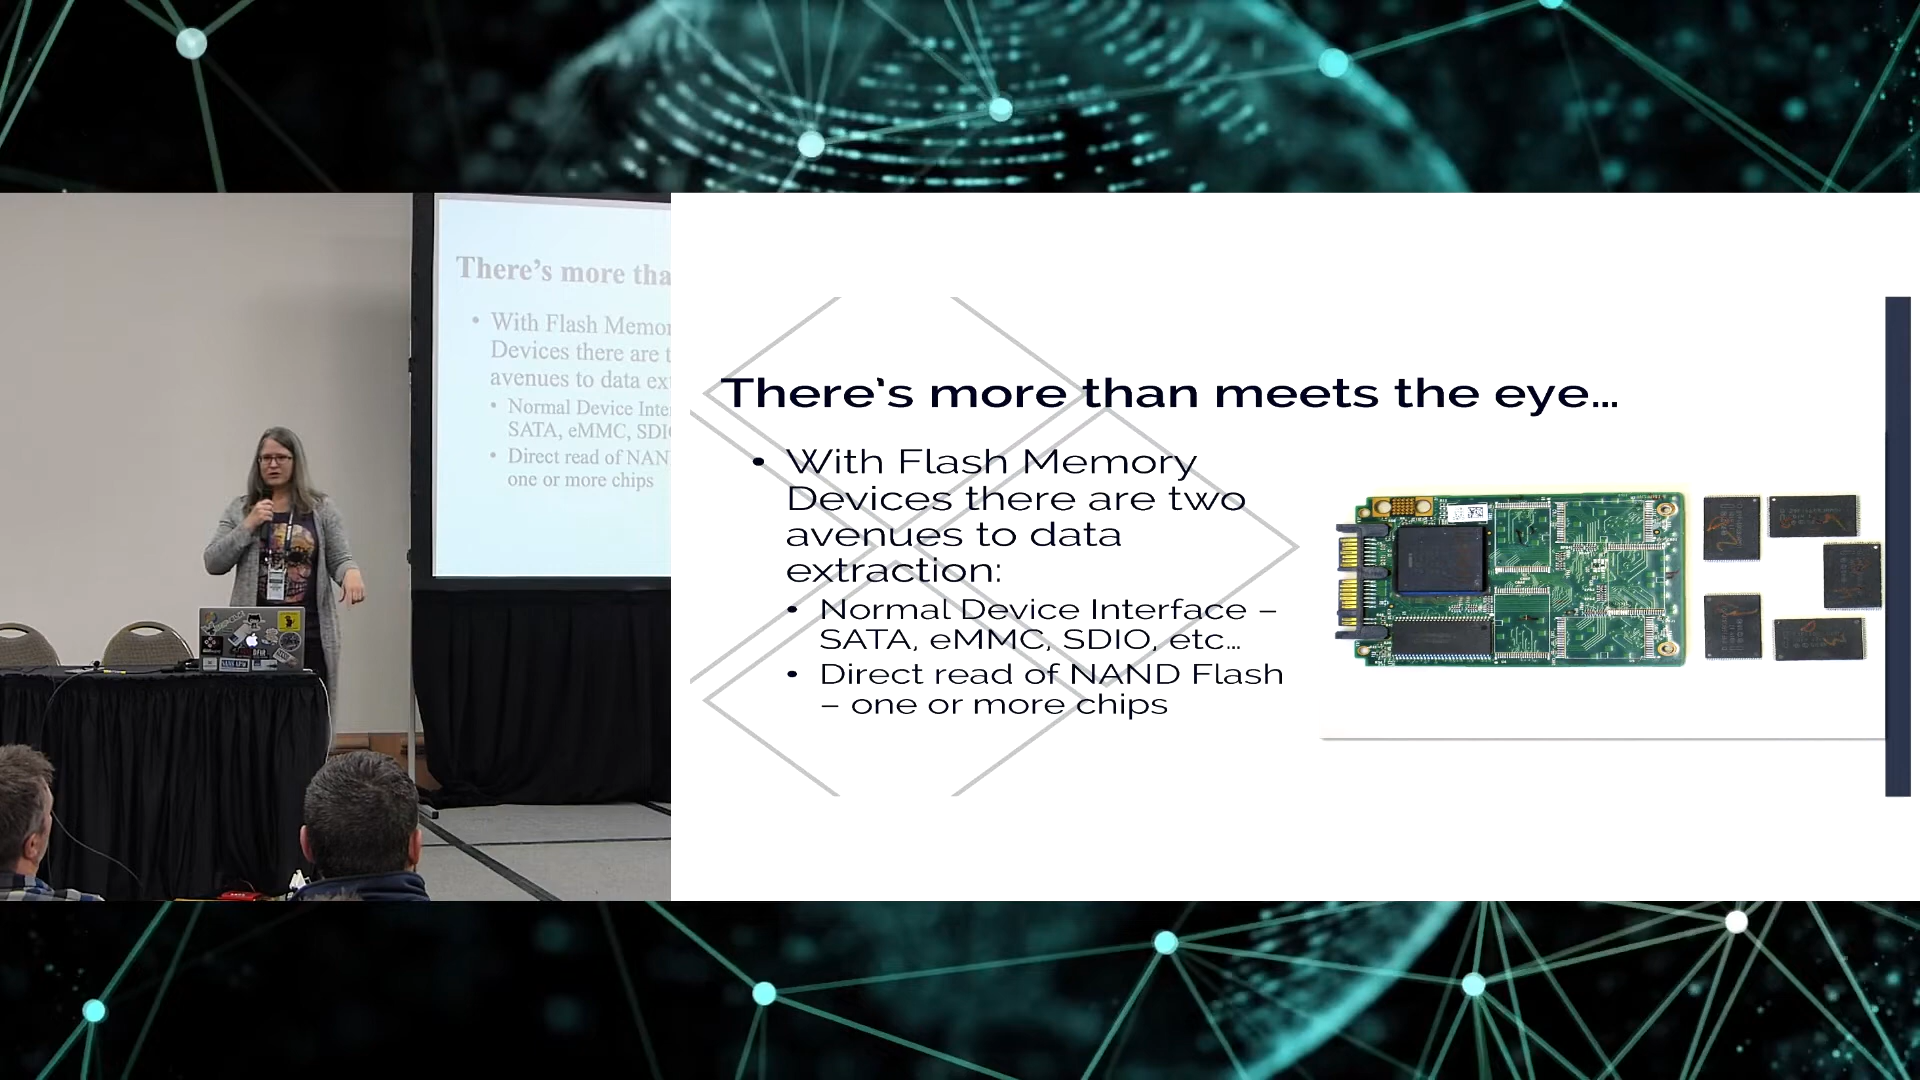 There's more tha
• With Flash Memor
Devices there are t
avenues to data ex
• Normal Device Inte
SATA, eMMC, SDI
• Direct read of NAN
one or more chips
There's more than meets the eye...
• With Flash Memory
Devices there are two
avenues to data
extraction:
• Normal Device Interface –
SATA, eMMC, SDIO, etc...
• Direct read of NAND Flash
– one or more chips